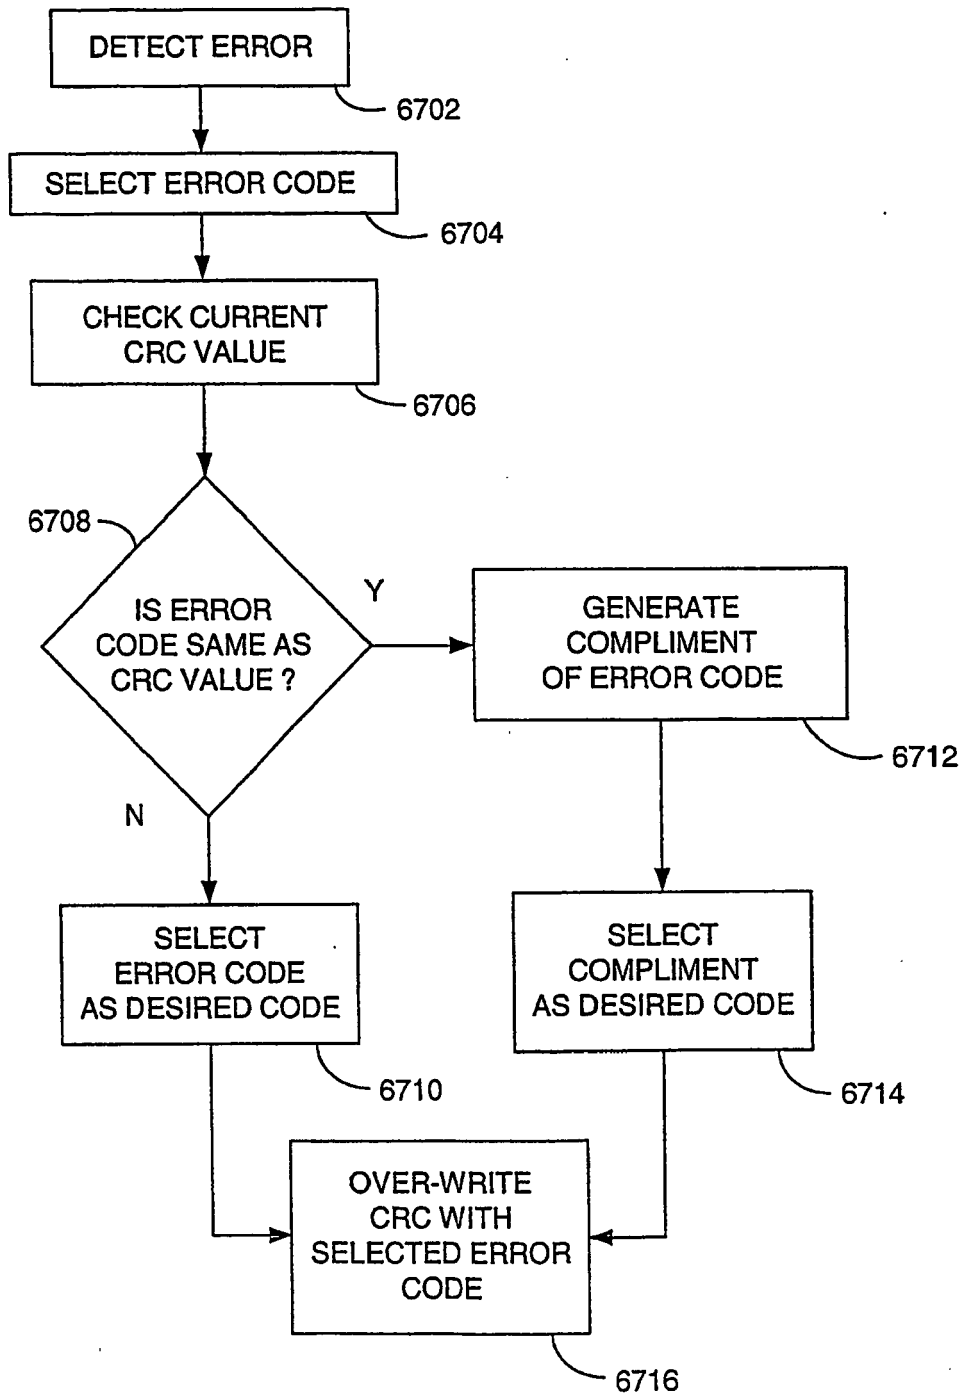 DETECT ERROR
6702
SELECT ERROR CODE
6704
CHECK CURRENT
CRC VALUE
6706
6708
IS ERROR
CODE SAME AS
CRC VALUE ?
Y
N
GENERATE
COMPLIMENT
OF ERROR CODE
6712
SELECT
ERROR CODE
AS DESIRED CODE
6710
SELECT
COMPLIMENT
AS DESIRED CODE
6714
OVER-WRITE
CRC WITH
SELECTED ERROR
CODE
6716